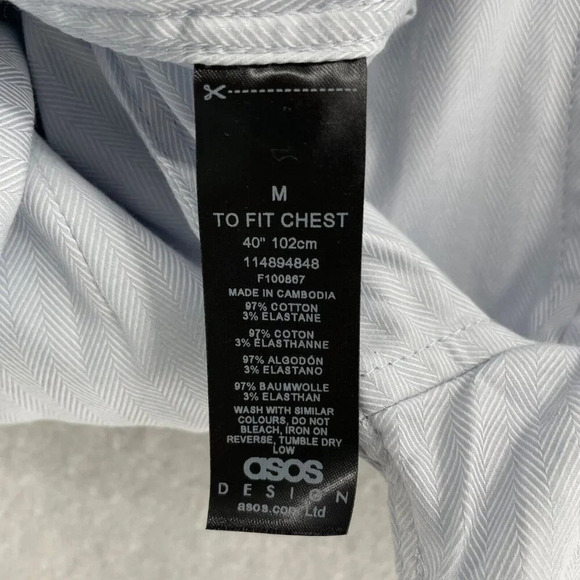 M
TO FIT CHEST
40" 102cm
114894848
F100867
MADE IN CAMBODIA
97% COTTON
3% ELASTANE
97% COTON
3% ELASTHANNE
97% ALGODÓN
3% ELASTANO
97% BAUMWOLLE
3% ELASTHAN
WASH WITH SIMILAR
COLOURS, DO NOT
BLEACH, IRON ON
REVERSE, TUMBLE DRY
LOW
asos
DESIGN
asos.com Ltd